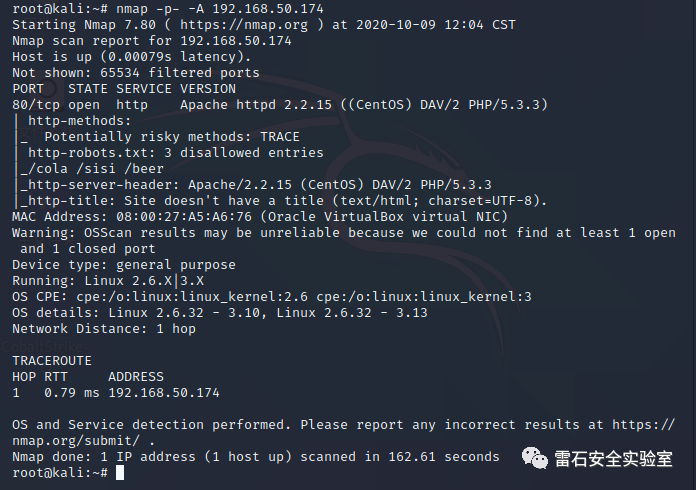 root@kali:~# nmap -p- -A 192.168.50.174
Starting Nmap 7.80 ( https://nmap.org ) at 2020-10-09 12:04 CST
Nmap scan report for 192.168.50.174
Host is up (0.00079s latency).
Not shown: 65534 filtered ports
PORT   STATE SERVICE VERSION
80/tcp open  http    Apache httpd 2.2.15 ((CentOS) DAV/2 PHP/5.3.3)
| http-methods:
|_  Potentially risky methods: TRACE
| http-robots.txt: 3 disallowed entries
|_/cola /sisi /beer
|_http-server-header: Apache/2.2.15 (CentOS) DAV/2 PHP/5.3.3
|_http-title: Site doesn't have a title (text/html; charset=UTF-8).
MAC Address: 08:00:27:A5:A6:76 (Oracle VirtualBox virtual NIC)
Warning: OSScan results may be unreliable because we could not find at least 1 open
 and 1 closed port
Device type: general purpose
Running: Linux 2.6.X|3.X
OS CPE: cpe:/o:linux:linux_kernel:2.6 cpe:/o:linux:linux_kernel:3
OS details: Linux 2.6.32 - 3.10, Linux 2.6.32 - 3.13
Network Distance: 1 hop
TRACEROUTE
HOP RTT     ADDRESS
1   0.79 ms 192.168.50.174
OS and Service detection performed. Please report any incorrect results at https://
nmap.org/submit/ .
Nmap done: 1 IP address (1 host up) scanned in 162.61 seconds
root@kali:~#
雷石安全实验室